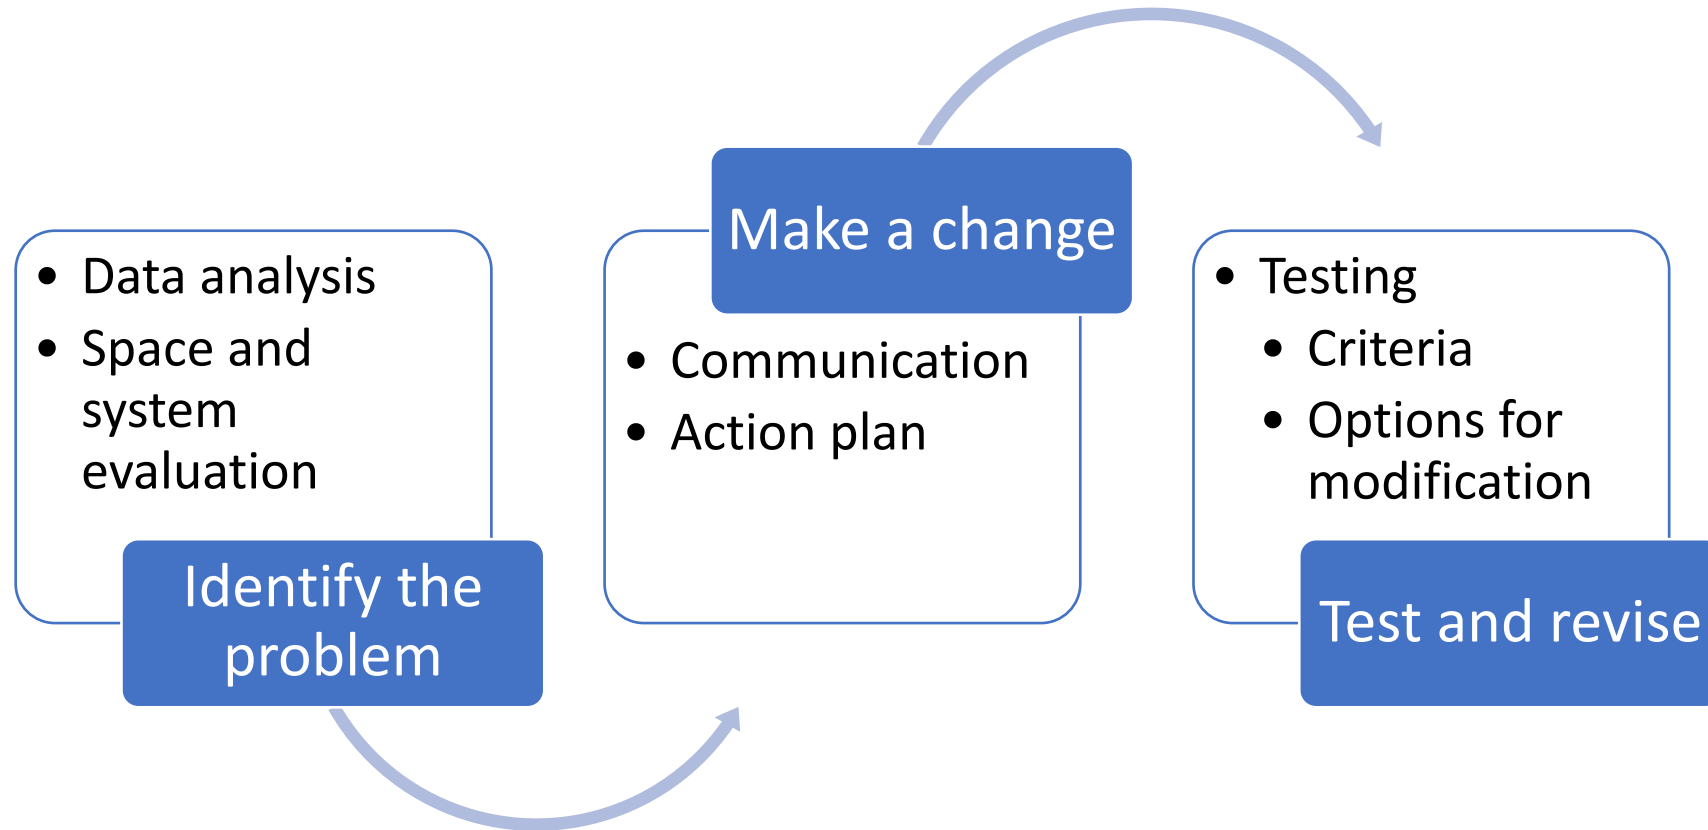 • Data analysis
• Space and
system
evaluation
Identify the
problem
Make a change
• Communication
• Action plan
• Testing
• Criteria
• Options for
modification
Test and revise